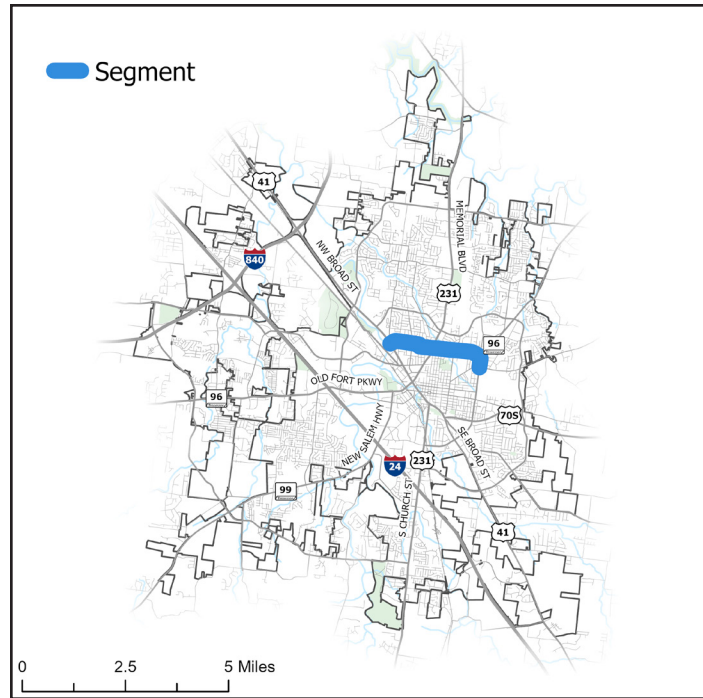 Segment
41
840
NW BROAD ST
MEMORIAL BLVD
231
96
OLD FORT PKWY
96
70S
NEW SALEM HWY
SE BROAD ST
24
231
99
S CHURCH ST
41
0 2.5 5 Miles